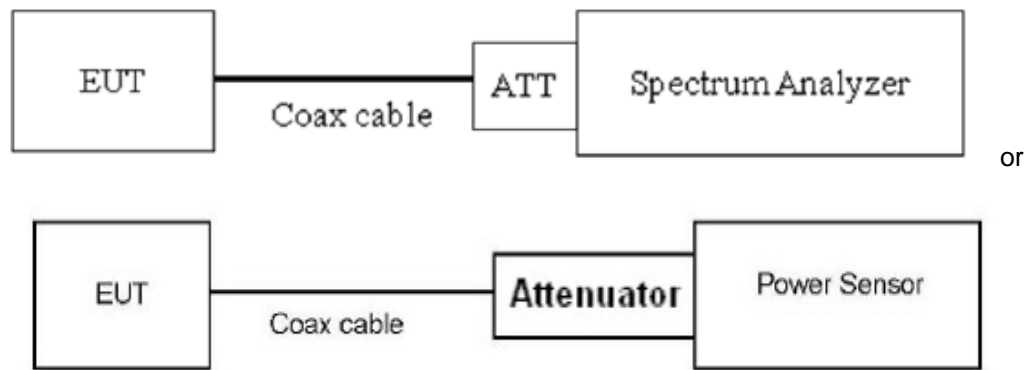 EUT
ATT
Spectrum Analyzer
Coax cable
or
EUT
Attenuator
Power Sensor
Coax cable